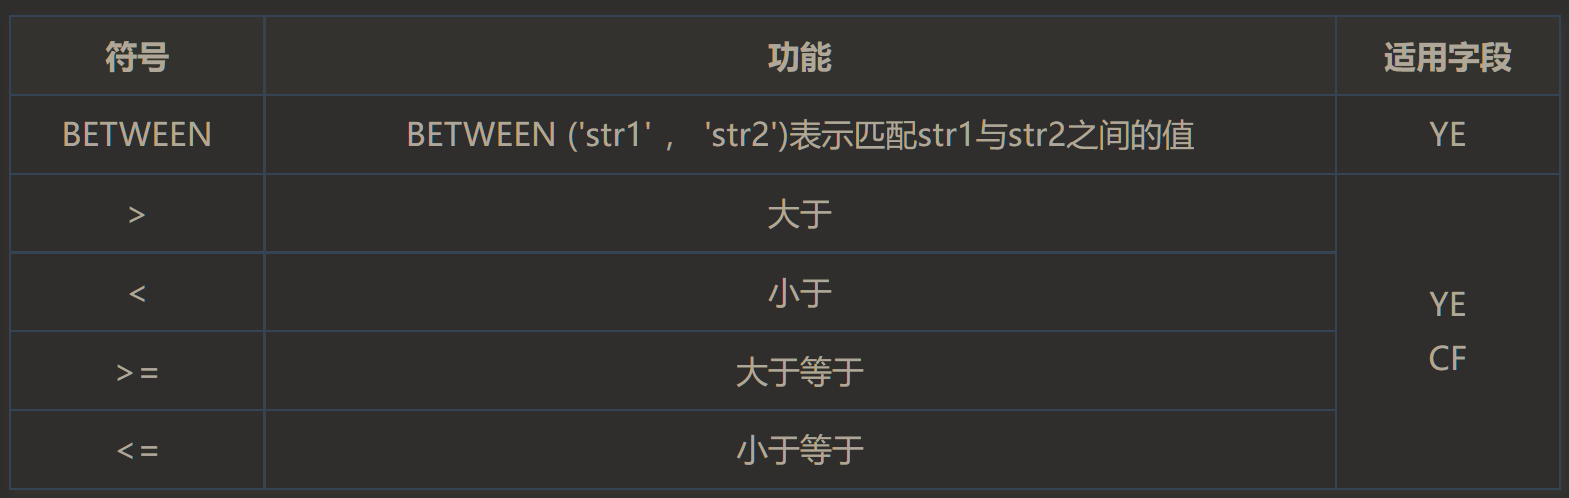 符号 功能 适用字段
BETWEEN BETWEEN ('str1' ， 'str2')表示匹配str1与str2之间的值 YE
> 大于
< 小于
YE
>= 大于等于
CF
<= 小于等于